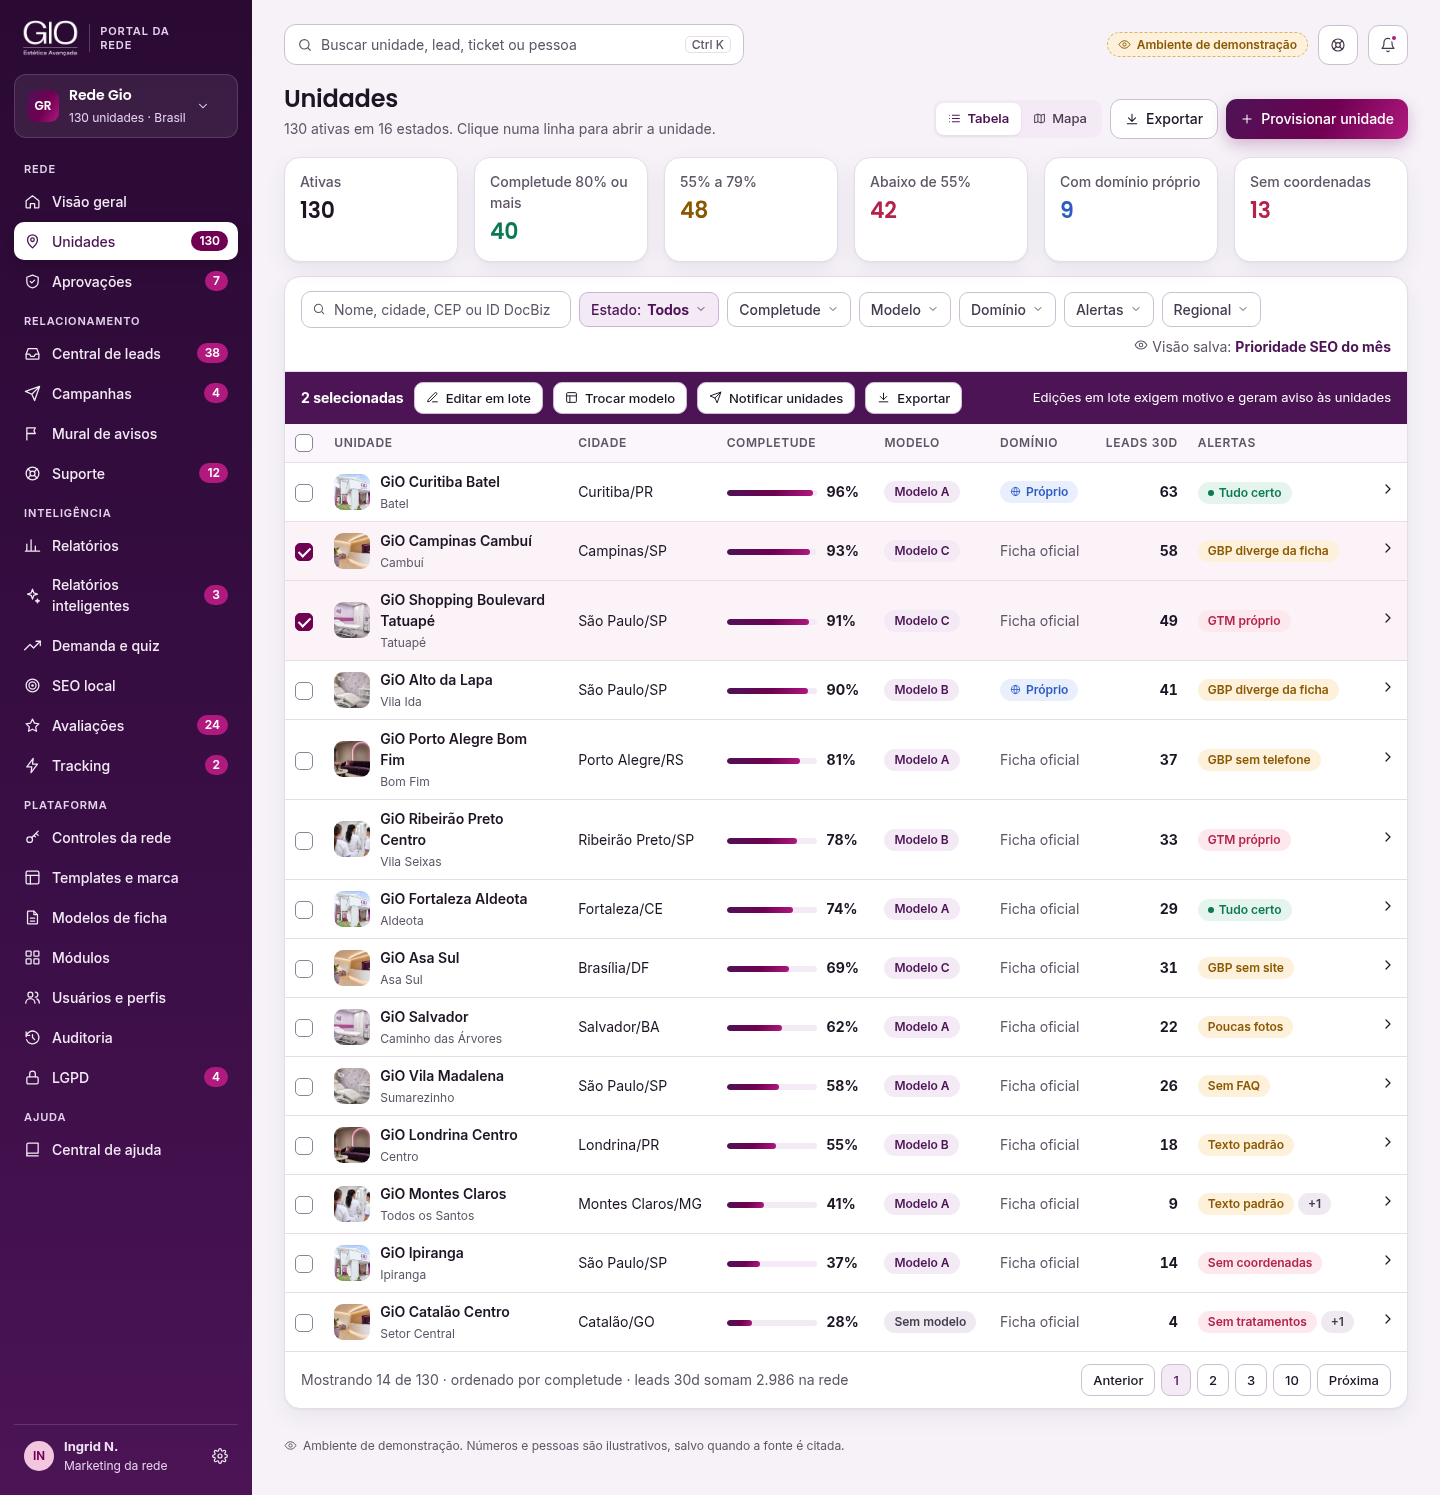 GIO
Estética Avançada
PORTAL DA
REDE
GR
Rede Gio
130 unidades · Brasil
REDE
Visão geral
Unidades 130
Aprovações 7
RELACIONAMENTO
Central de leads 38
Campanhas 4
Mural de avisos
Suporte 12
INTELIGÊNCIA
Relatórios
Relatórios
inteligentes 3
Demanda e quiz
SEO local
Avaliações 24
Tracking 2
PLATAFORMA
Controles da rede
Templates e marca
Modelos de ficha
Módulos
Usuários e perfis
Auditoria
LGPD 4
AJUDA
Central de ajuda
IN
Ingrid N.
Marketing da rede
Buscar unidade, lead, ticket ou pessoa Ctrl K
Ambiente de demonstração
Unidades
130 ativas em 16 estados. Clique numa linha para abrir a unidade.
Tabela Mapa Exportar Provisionar unidade
Ativas
130
Completude 80% ou
mais
40
55% a 79%
48
Abaixo de 55%
42
Com domínio próprio
9
Sem coordenadas
13
Nome, cidade, CEP ou ID DocBiz Estado: Todos Completude Modelo Domínio Alertas Regional
Visão salva: Prioridade SEO do mês
2 selecionadas Editar em lote Trocar modelo Notificar unidades Exportar Edições em lote exigem motivo e geram aviso às unidades
UNIDADE CIDADE COMPLETUDE MODELO DOMÍNIO LEADS 30D ALERTAS
GiO Curitiba Batel
Batel
Curitiba/PR 96% Modelo A Próprio 63 Tudo certo
GiO Campinas Cambuí
Cambuí
Campinas/SP 93% Modelo C Ficha oficial 58 GBP diverge da ficha
GiO Shopping Boulevard
Tatuapé
Tatuapé
São Paulo/SP 91% Modelo C Ficha oficial 49 GTM próprio
GiO Alto da Lapa
Vila Ida
São Paulo/SP 90% Modelo B Próprio 41 GBP diverge da ficha
GiO Porto Alegre Bom
Fim
Bom Fim
Porto Alegre/RS 81% Modelo A Ficha oficial 37 GBP sem telefone
GiO Ribeirão Preto
Centro
Vila Seixas
Ribeirão Preto/SP 78% Modelo B Ficha oficial 33 GTM próprio
GiO Fortaleza Aldeota
Aldeota
Fortaleza/CE 74% Modelo A Ficha oficial 29 Tudo certo
GiO Asa Sul
Asa Sul
Brasília/DF 69% Modelo C Ficha oficial 31 GBP sem site
GiO Salvador
Caminho das Árvores
Salvador/BA 62% Modelo A Ficha oficial 22 Poucas fotos
GiO Vila Madalena
Sumarezinho
São Paulo/SP 58% Modelo A Ficha oficial 26 Sem FAQ
GiO Londrina Centro
Centro
Londrina/PR 55% Modelo B Ficha oficial 18 Texto padrão
GiO Montes Claros
Todos os Santos
Montes Claros/MG 41% Modelo A Ficha oficial 9 Texto padrão +1
GiO Ipiranga
Ipiranga
São Paulo/SP 37% Modelo A Ficha oficial 14 Sem coordenadas
GiO Catalão Centro
Setor Central
Catalão/GO 28% Sem modelo Ficha oficial 4 Sem tratamentos +1
Mostrando 14 de 130 · ordenado por completude · leads 30d somam 2.986 na rede
Anterior 1 2 3 10 Próxima
Ambiente de demonstração. Números e pessoas são ilustrativos, salvo quando a fonte é citada.